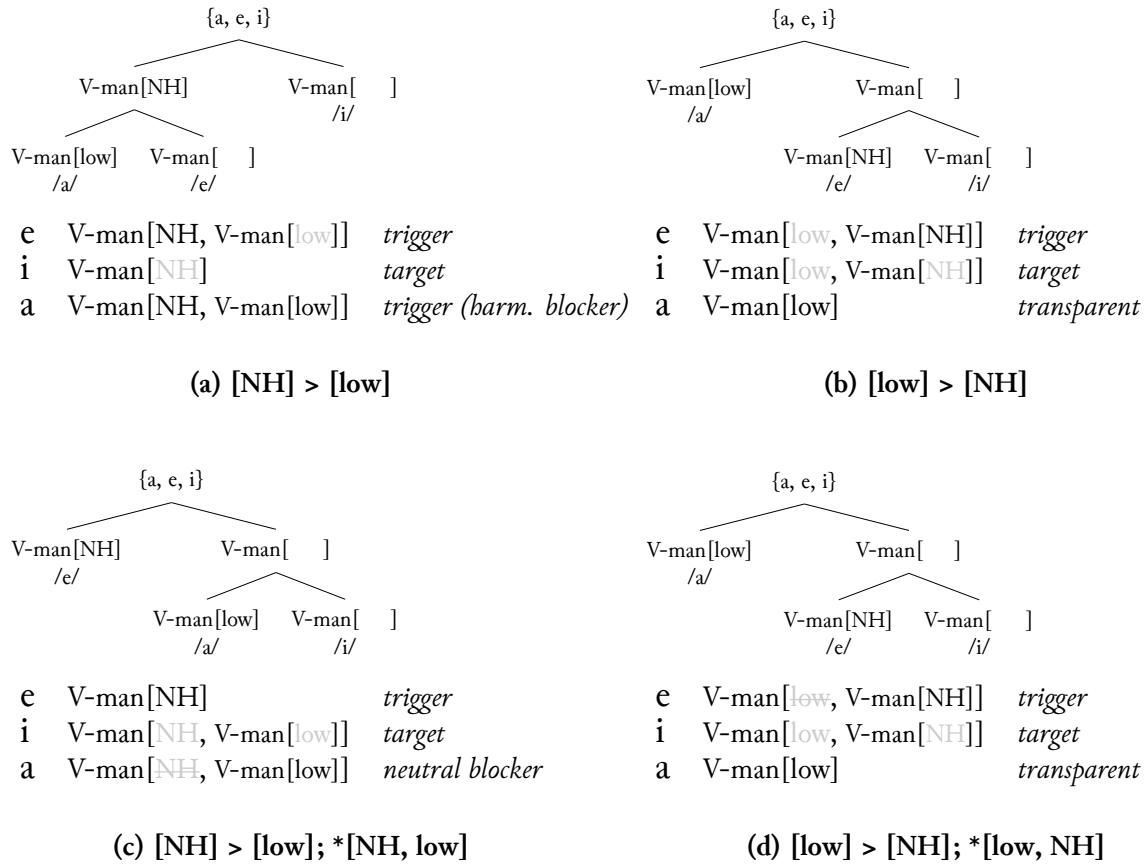 {a, e, i}
V-man[NH] V-man[ ]
/i/
V-man[low] V-man[ ]
/a/ /e/
e V-man[NH, V-man[low]] trigger
i V-man[NH] target
a V-man[NH, V-man[low]] trigger (harm. blocker)
(a) [NH] > [low]
{a, e, i}
V-man[low] V-man[ ]
/a/
V-man[NH] V-man[ ]
/e/ /i/
e V-man[low, V-man[NH]] trigger
i V-man[low, V-man[NH]] target
a V-man[low] transparent
(b) [low] > [NH]
{a, e, i}
V-man[NH] V-man[ ]
/e/
V-man[low] V-man[ ]
/a/ /i/
e V-man[NH] trigger
i V-man[NH, V-man[low]] target
a V-man[NH, V-man[low]] neutral blocker
(c) [NH] > [low]; *[NH, low]
{a, e, i}
V-man[low] V-man[ ]
/a/
V-man[NH] V-man[ ]
/e/ /i/
e V-man[low, V-man[NH]] trigger
i V-man[low, V-man[NH]] target
a V-man[low] transparent
(d) [low] > [NH]; *[low, NH]